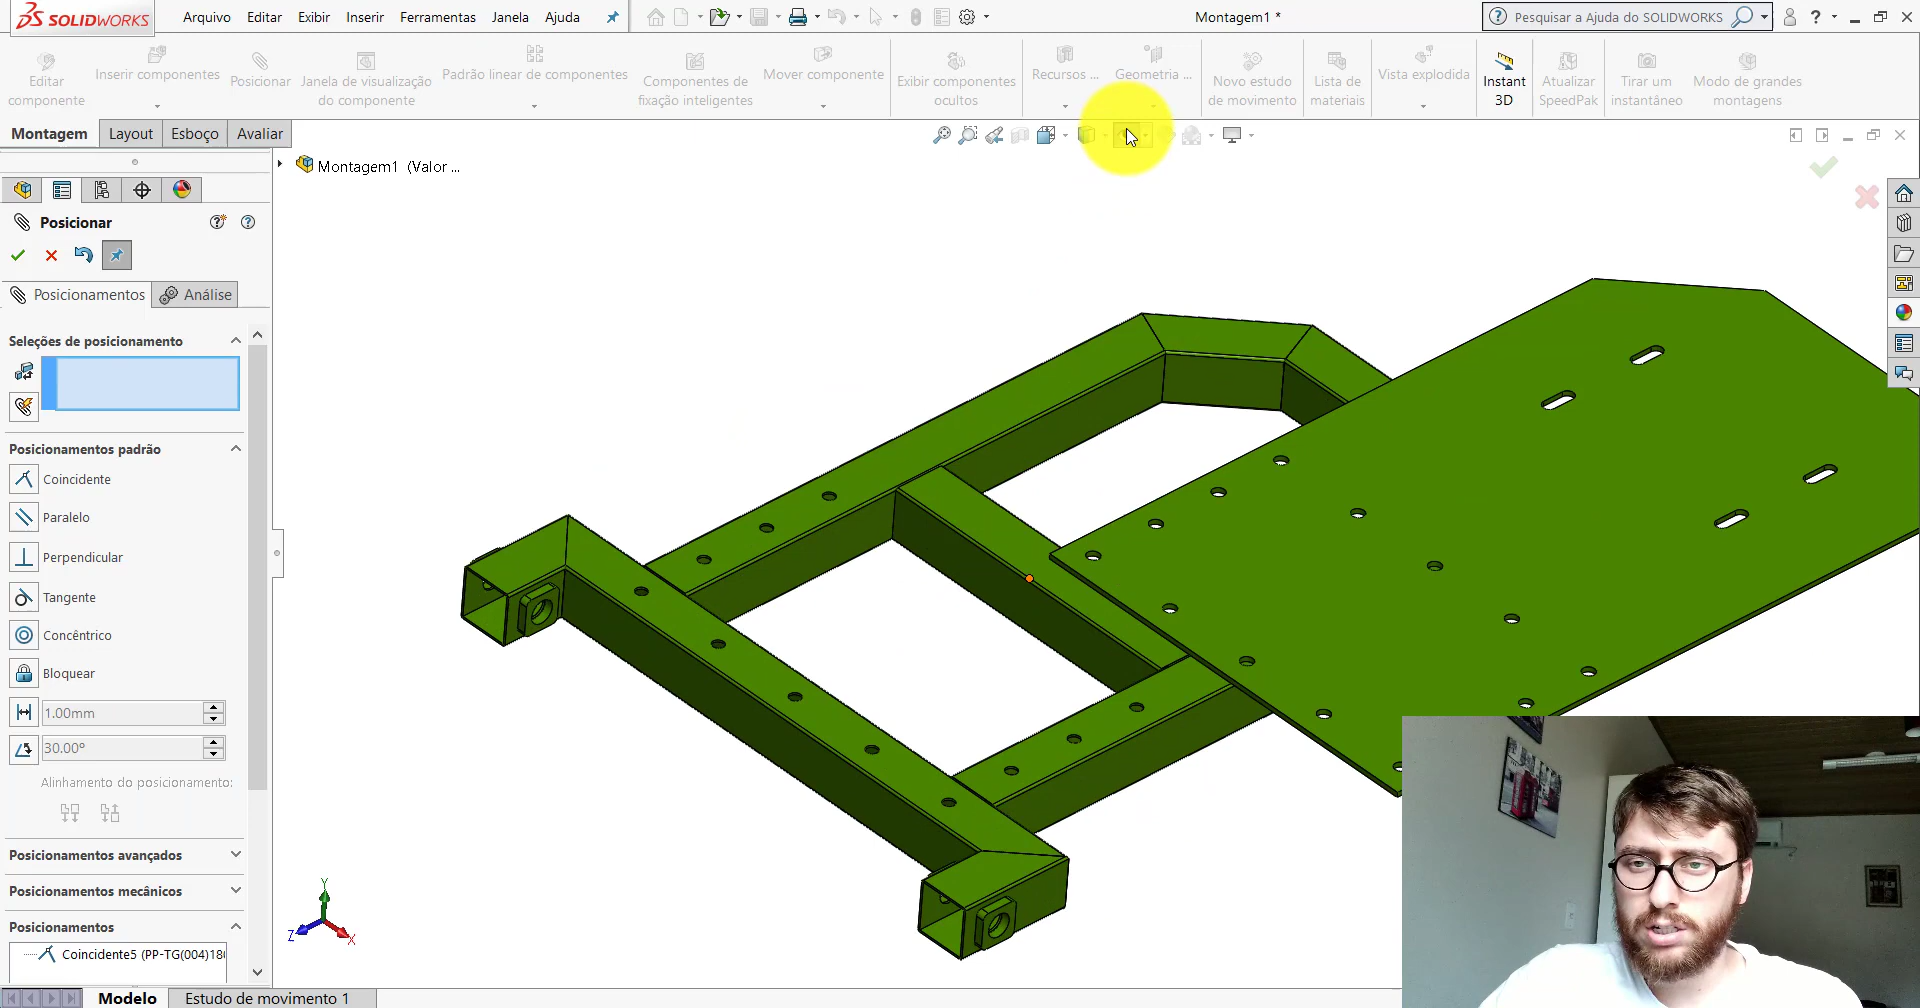 SOLIDWORKS
Arquivo
Editar
Exibir
Inserir
Ferramentas
Janela
Ajuda
Montagem1 *
Pesquisar a Ajuda do SOLIDWORKS
Editar
componente
Inserir componentes
Posicionar
Janela de visualização
do componente
Padrão linear de componentes
Componentes de
fixação inteligentes
Mover componente
Exibir componentes
ocultos
Recursos ...
Geometria ...
Novo estudo
de movimento
Lista de
materiais
Vista explodida
Instant
3D
Atualizar
SpeedPak
Tirar um
instantâneo
Modo de grandes
montagens
Montagem
Layout
Esboço
Avaliar
Montagem1 (Valor ...
Posicionar
Posicionamentos
Análise
Seleções de posicionamento
Posicionamentos padrão
Coincidente
Paralelo
Perpendicular
Tangente
Concêntrico
Bloquear
1.00mm
30.00°
Alinhamento do posicionamento:
Posicionamentos avançados
Posicionamentos mecânicos
Posicionamentos
Coincidente5 (PP-TG(004)18
Y
Z
X
Modelo
Estudo de movimento 1